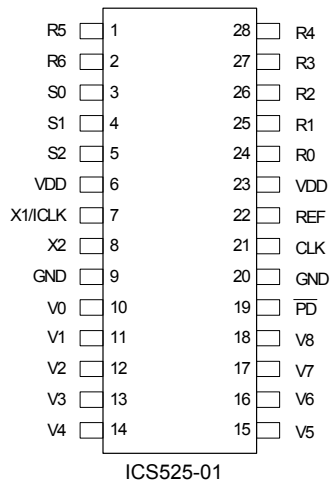 R5 1 28 R4
R6 2 27 R3
S0 3 26 R2
S1 4 25 R1
S2 5 24 R0
VDD 6 23 VDD
X1/ICLK 7 22 REF
X2 8 21 CLK
GND 9 20 GND
V0 10 19 P̅D̅
V1 11 18 V8
V2 12 17 V7
V3 13 16 V6
V4 14 15 V5
ICS525-01